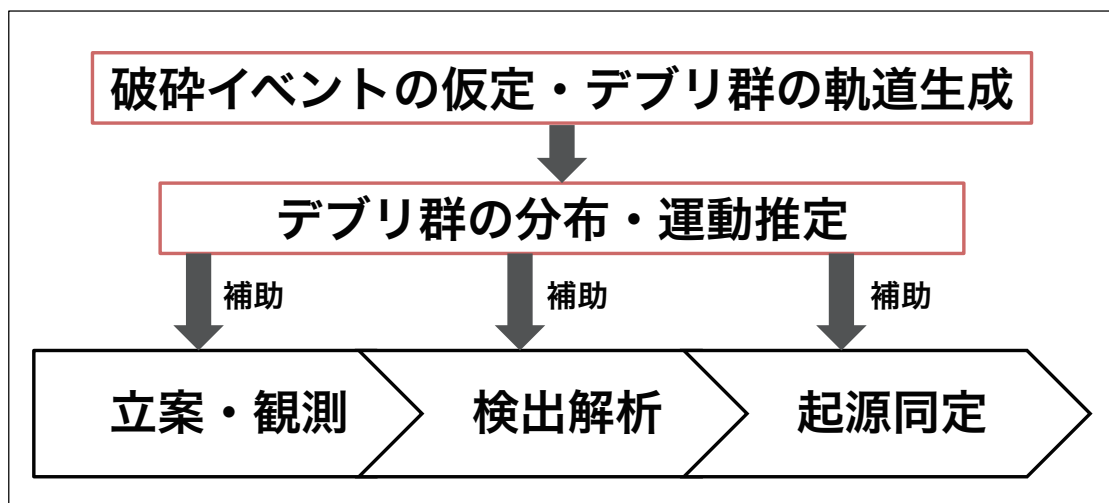 破砕イベントの仮定・デブリ群の軌道生成
デブリ群の分布・運動推定
補助
補助
補助
立案・観測
検出解析
起源同定